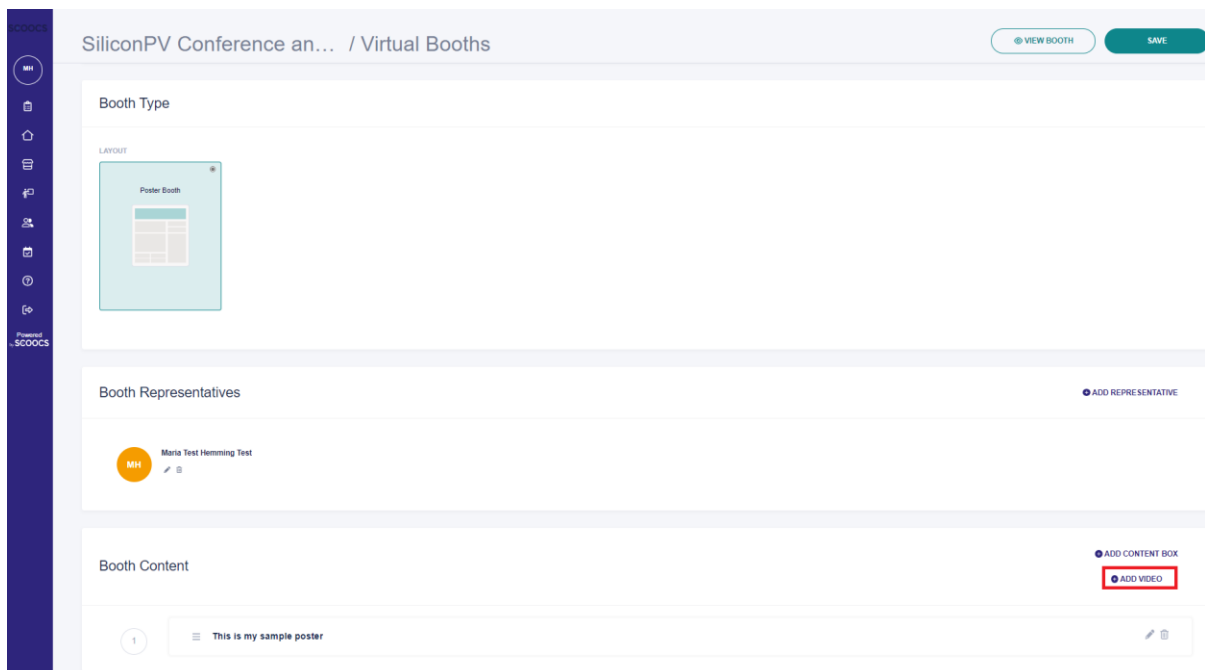 SCOOCS
SiliconPV Conference an... / Virtual Booths
VIEW BOOTH
SAVE
MH
Booth Type
LAYOUT
Poster Booth
Powered
by SCOOCS
Booth Representatives
ADD REPRESENTATIVE
MH
Maria Test Hemming Test
Booth Content
ADD CONTENT BOX
ADD VIDEO
1
This is my sample poster